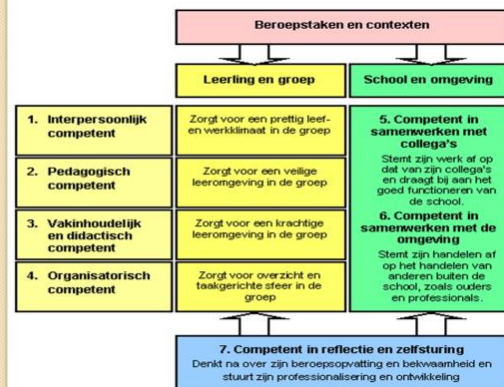 Beroepstaken en contexten
Leerling en groep
School en omgeving
1. Interpersoonlijk
competent
Zorgt voor een prettig leef-
en werkklimaat in de groep
2. Pedagogisch
competent
Zorgt voor een veilige
leeromgeving in de groep
3. Vakinhoudelijk
en didactisch
competent
Zorgt voor een krachtige
leeromgeving in de groep
4. Organisatorisch
competent
Zorgt voor overzicht en
taakgerichte sfeer in de
groep
5. Competent in
samenwerken met
collega's
Stemt zijn werk af op
dat van zijn collega's
en draagt bij aan het
goed functioneren van
de school.
6. Competent in
samenwerken met de
omgeving
Stemt zijn handelen af
op het handelen van
anderen buiten de
school, zoals ouders
en professionals.
7. Competent in reflectie en zelfsturing
Denkt na over zijn beroepsopvatting en bekwaamheid en
stuurt zijn professionalisering en ontwikkeling